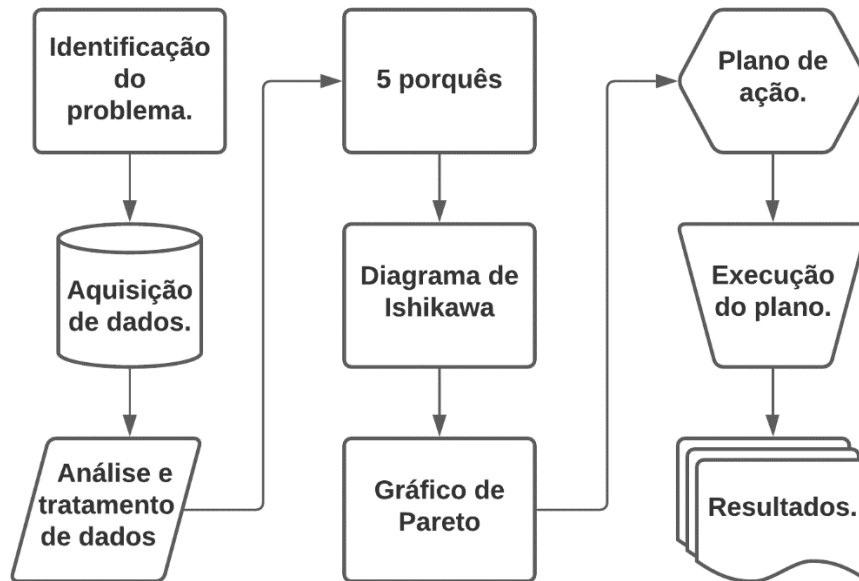 Identificação
do
problema.
Aquisição
de dados.
Análise e
tratamento
de dados
5 porquês
Diagrama de
Ishikawa
Gráfico de
Pareto
Plano de
ação.
Execução
do plano.
Resultados.